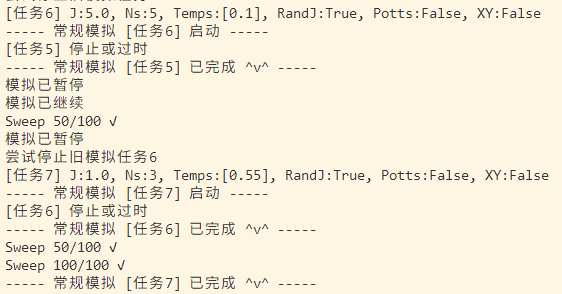 [任务6] J:5.0, Ns:5, Temps:[0.1], RandJ:True, Potts:False, XY:False
----- 常规模拟 [任务6] 启动 -----
[任务5] 停止或过时
----- 常规模拟 [任务5] 已完成 ^v^ -----
模拟已暂停
模拟已继续
Sweep 50/100 √
模拟已暂停
尝试停止旧模拟任务6
[任务7] J:1.0, Ns:3, Temps:[0.55], RandJ:True, Potts:False, XY:False
----- 常规模拟 [任务7] 启动 -----
[任务6] 停止或过时
----- 常规模拟 [任务6] 已完成 ^v^ -----
Sweep 50/100 √
Sweep 100/100 √
----- 常规模拟 [任务7] 已完成 ^v^ -----